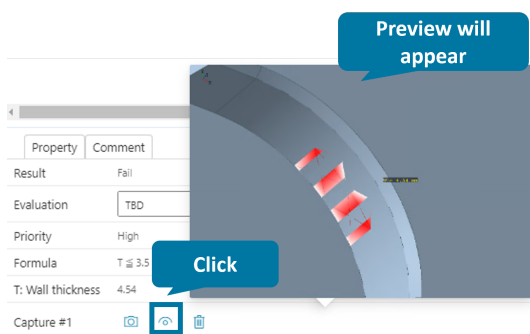 Preview will
appear
Property Comment
Result Fail
Evaluation TBD
Priority High
Formula T ≦ 3.5
Click
T: Wall thickness 4.54
Capture #1